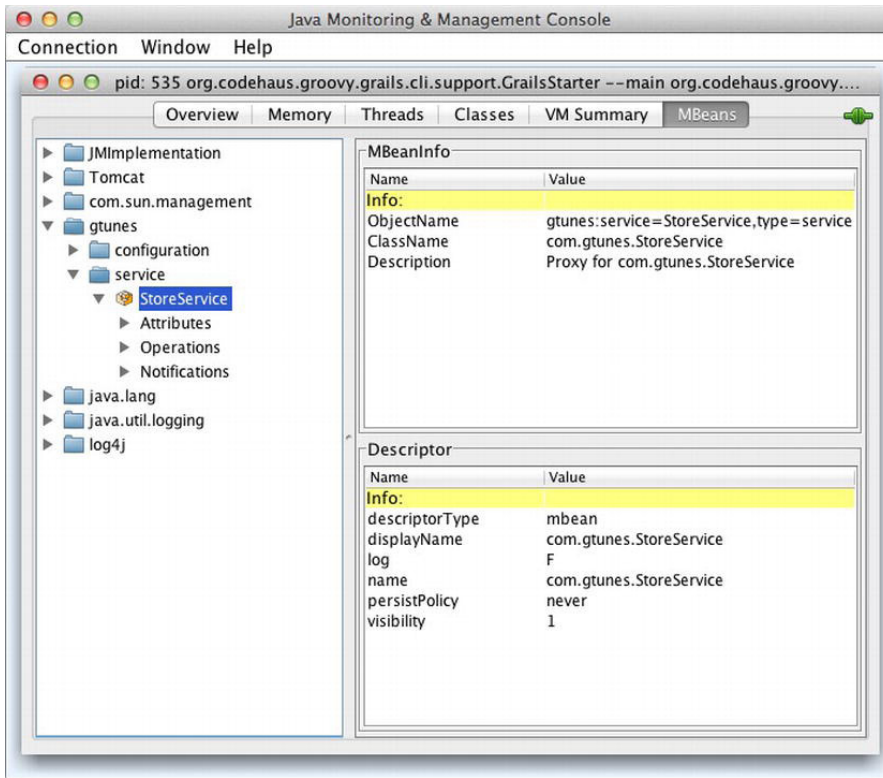 Java Monitoring & Management Console
Connection Window Help
pid: 535 org.codehaus.groovy.grails.cli.support.GrailsStarter --main org.codehaus.groovy....
Overview Memory Threads Classes VM Summary MBeans
JMImplementation
Tomcat
com.sun.management
gtunes
configuration
service
StoreService
Attributes
Operations
Notifications
java.lang
java.util.logging
log4j
MBeanInfo
Name Value
Info:
ObjectName gtunes:service=StoreService,type=service
ClassName com.gtunes.StoreService
Description Proxy for com.gtunes.StoreService
Descriptor
Name Value
Info:
descriptorType mbean
displayName com.gtunes.StoreService
log F
name com.gtunes.StoreService
persistPolicy never
visibility 1